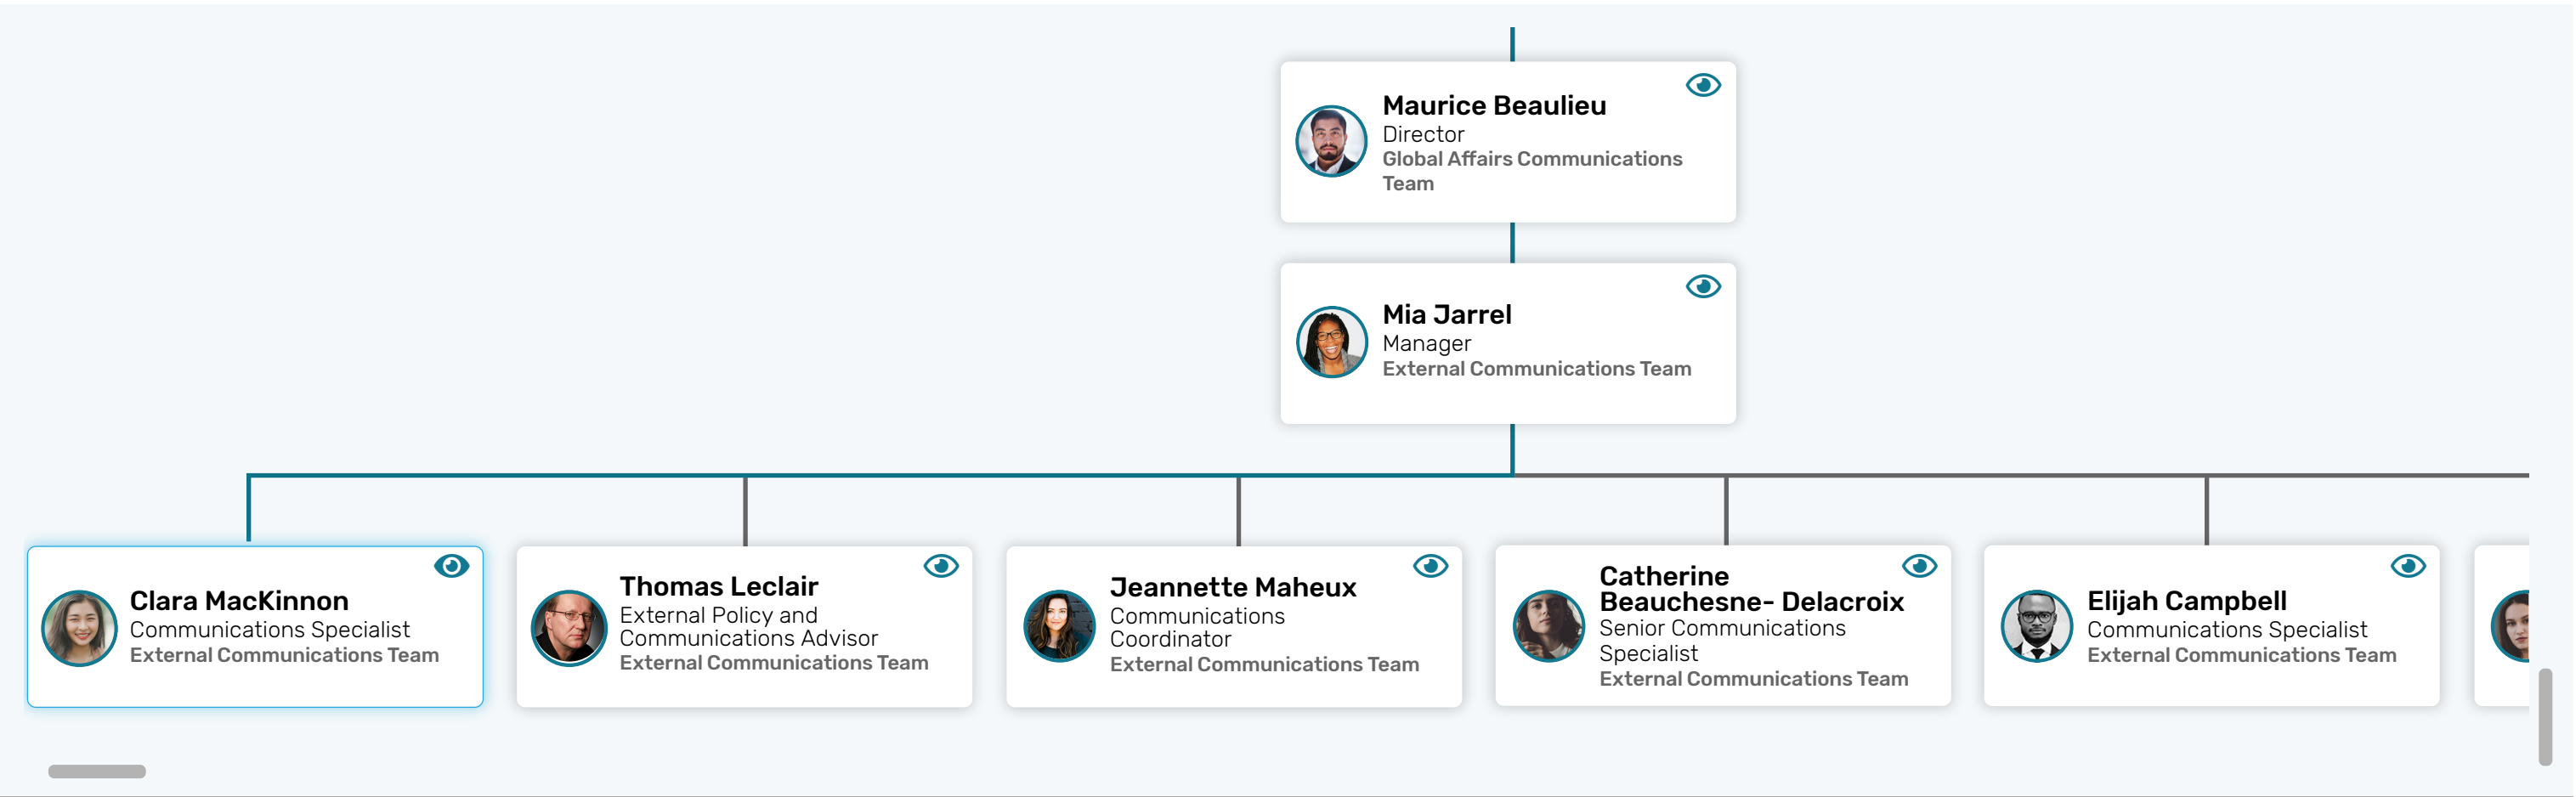 Maurice Beaulieu
Director
Global Affairs Communications
Team
Mia Jarrel
Manager
External Communications Team
Clara MacKinnon
Communications Specialist
External Communications Team
Thomas Leclair
External Policy and
Communications Advisor
External Communications Team
Jeannette Maheux
Communications
Coordinator
External Communications Team
Catherine
Beauchesne- Delacroix
Senior Communications
Specialist
External Communications Team
Elijah Campbell
Communications Specialist
External Communications Team